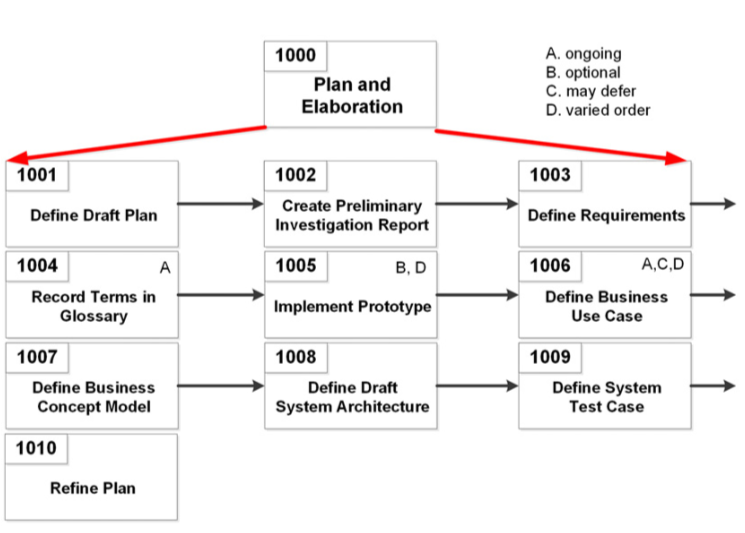 1000
Plan and
Elaboration
A. ongoing
B. optional
C. may defer
D. varied order
1001
Define Draft Plan
1002
Create Preliminary
Investigation Report
1003
Define Requirements
1004 A
Record Terms in
Glossary
1005 B, D
Implement Prototype
1006 A,C,D
Define Business
Use Case
1007
Define Business
Concept Model
1008
Define Draft
System Architecture
1009
Define System
Test Case
1010
Refine Plan